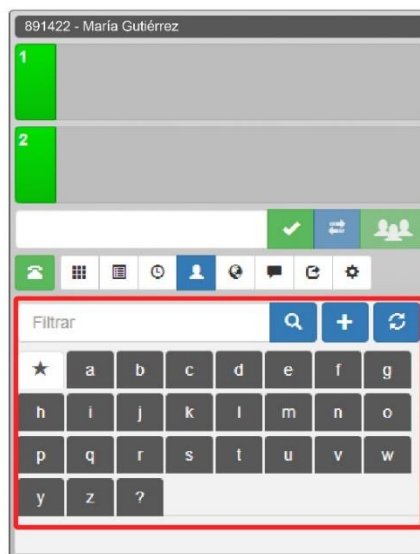 891422 - María Gutiérrez
1
2
Filtrar
a b c d e f g
h i j k l m n o
p q r s t u v w
y z ?